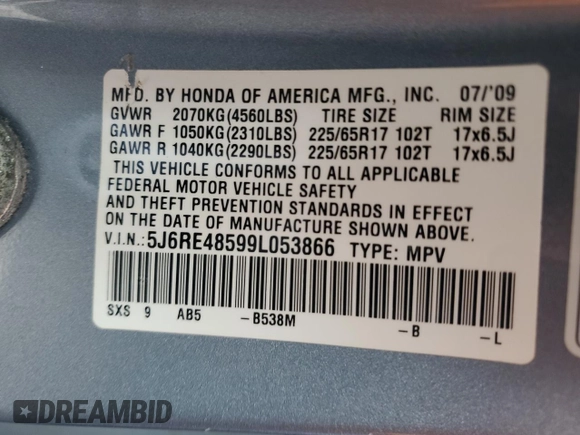 MFD. BY HONDA OF AMERICA MFG., INC. 07/'09
GVWR 2070KG(4560LBS) TIRE SIZE RIM SIZE
GAWR F 1050KG(2310LBS) 225/65R17 102T 17x6.5J
GAWR R 1040KG(2290LBS) 225/65R17 102T 17x6.5J
THIS VEHICLE CONFORMS TO ALL APPLICABLE
FEDERAL MOTOR VEHICLE SAFETY
AND THEFT PREVENTION STANDARDS IN EFFECT
ON THE DATE OF MANUFACTURE SHOWN ABOVE.
V.I.N.:5J6RE48599L053866 TYPE: MPV
SXS 9 AB5 -B538M -B -L
DREAMBID